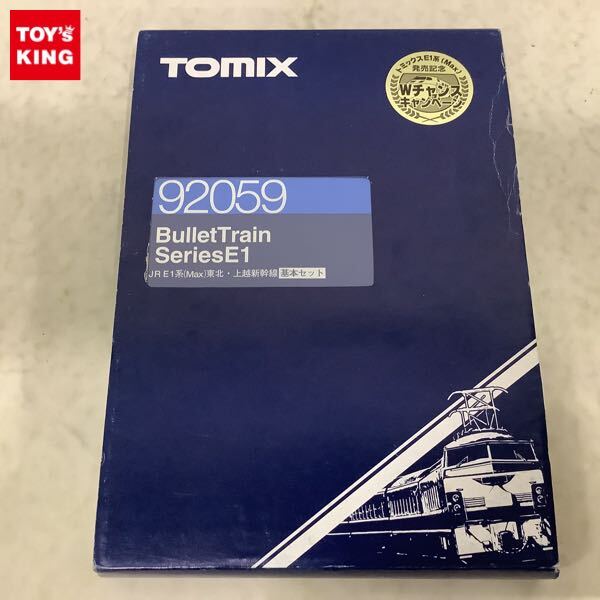 TOY's
KING
TOMIX
トミックスE1系(Max)
発売記念
Wチャンス
キャンペーン
92059
BulletTrain
SeriesE1
JR E1系(Max)東北・上越新幹線 基本セット